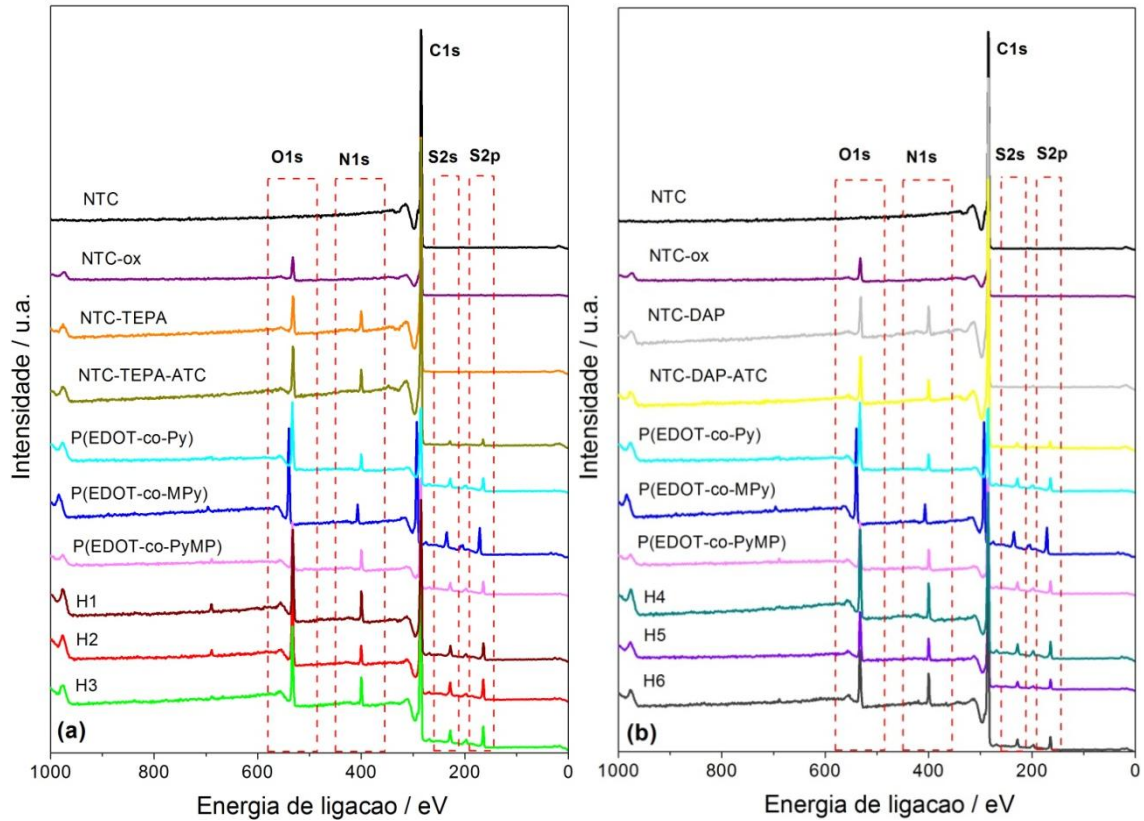 C1s
O1s
N1s
S2s
S2p
NTC
NTC-ox
NTC-TEPA
NTC-TEPA-ATC
P(EDOT-co-Py)
P(EDOT-co-MPy)
P(EDOT-co-PyMP)
H1
H2
H3
(a)
Intensidade / u.a.
1000 800 600 400 200 0
Energia de ligacao / eV
C1s
O1s
N1s
S2s
S2p
NTC
NTC-ox
NTC-DAP
NTC-DAP-ATC
P(EDOT-co-Py)
P(EDOT-co-MPy)
P(EDOT-co-PyMP)
H4
H5
H6
(b)
Intensidade / u.a.
1000 800 600 400 200 0
Energia de ligacao / eV